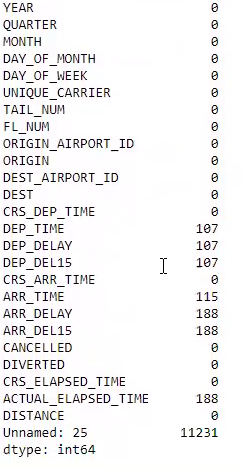 YEAR 0
QUARTER 0
MONTH 0
DAY_OF_MONTH 0
DAY_OF_WEEK 0
UNIQUE_CARRIER 0
TAIL_NUM 0
FL_NUM 0
ORIGIN_AIRPORT_ID 0
ORIGIN 0
DEST_AIRPORT_ID 0
DEST 0
CRS_DEP_TIME 0
DEP_TIME 107
DEP_DELAY 107
DEP_DEL15 107
CRS_ARR_TIME 0
ARR_TIME 115
ARR_DELAY 188
ARR_DEL15 188
CANCELLED 0
DIVERTED 0
CRS_ELAPSED_TIME 0
ACTUAL_ELAPSED_TIME 188
DISTANCE 0
Unnamed: 25 11231
dtype: int64